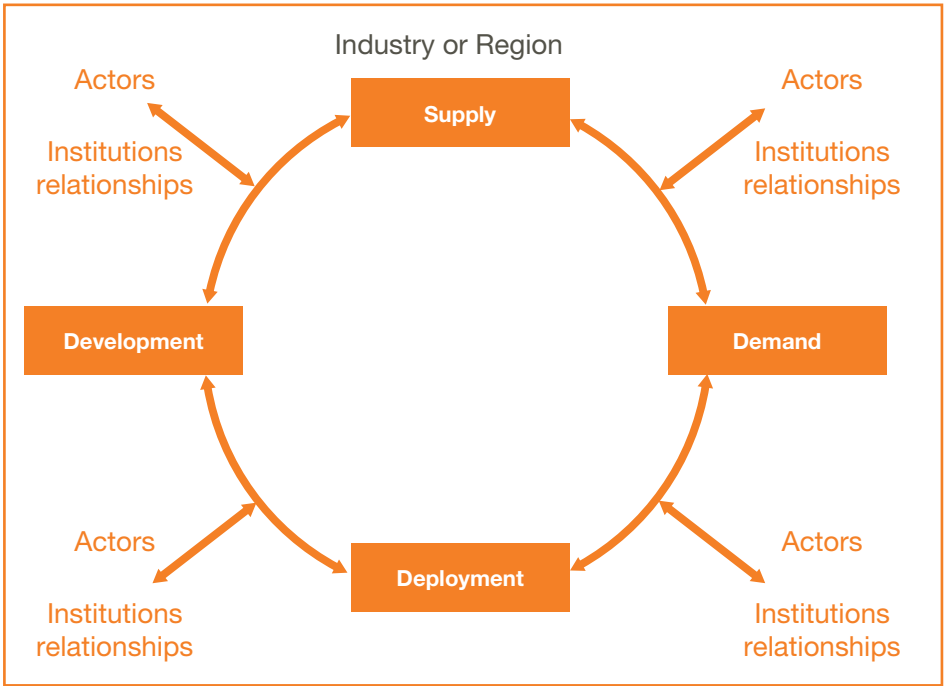 Industry or Region
Actors
Supply
Actors
Institutions
relationships
Institutions
relationships
Development
Demand
Actors
Deployment
Actors
Institutions
relationships
Institutions
relationships